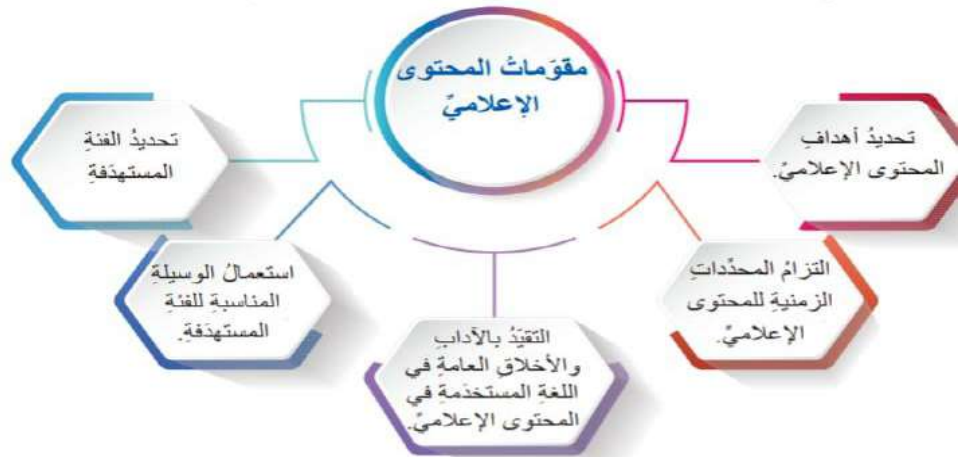 مقوّماتُ المحتوى
الإعلاميِّ
تحديدُ أهدافِ
المحتوى الإعلاميِّ.
التزامُ المحدِّداتِ
الزمنيةِ للمحتوى
الإعلاميِّ.
التقيّدُ بالآدابِ
والأخلاقِ العامةِ في
اللغةِ المستخدَمةِ في
المحتوى الإعلاميِّ.
استعمالُ الوسيلةِ
المناسبةِ للفئةِ
المستهدَفةِ.
تحديدُ الفئةِ
المستهدَفةِ